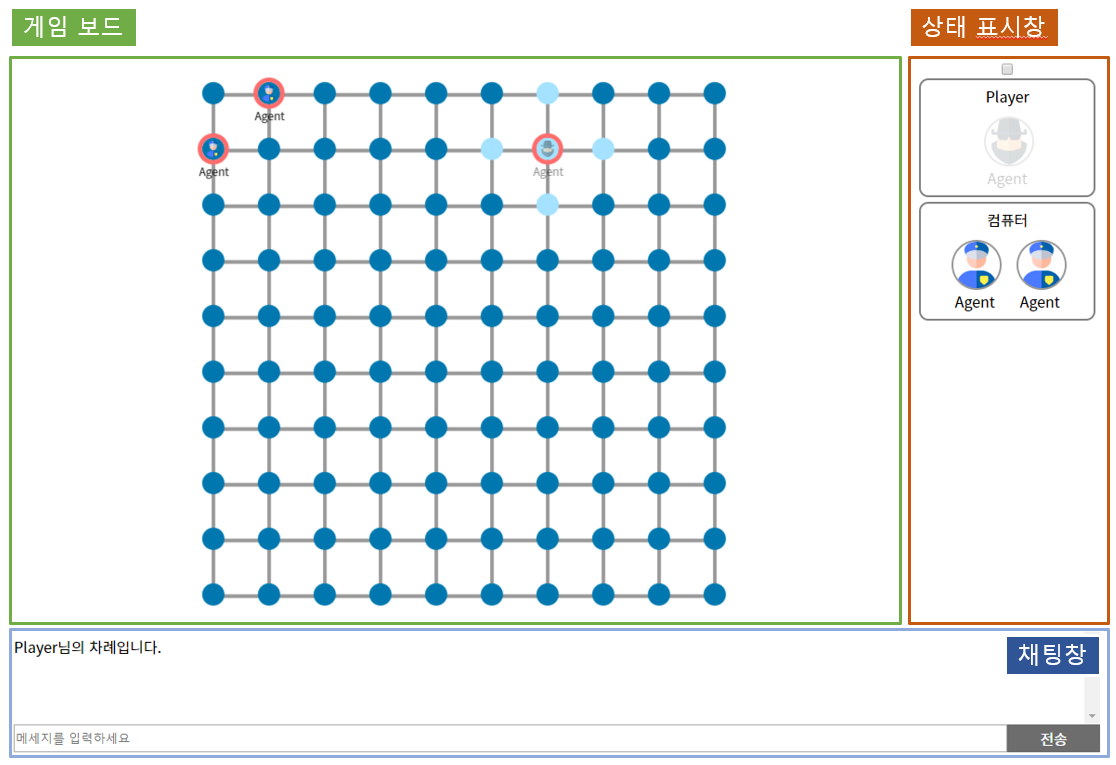 게임 보드
상태 표시창
Player
Agent
컴퓨터
Agent Agent
Agent
Agent
Agent
Player님의 차례입니다.
채팅창
메세지를 입력하세요
전송